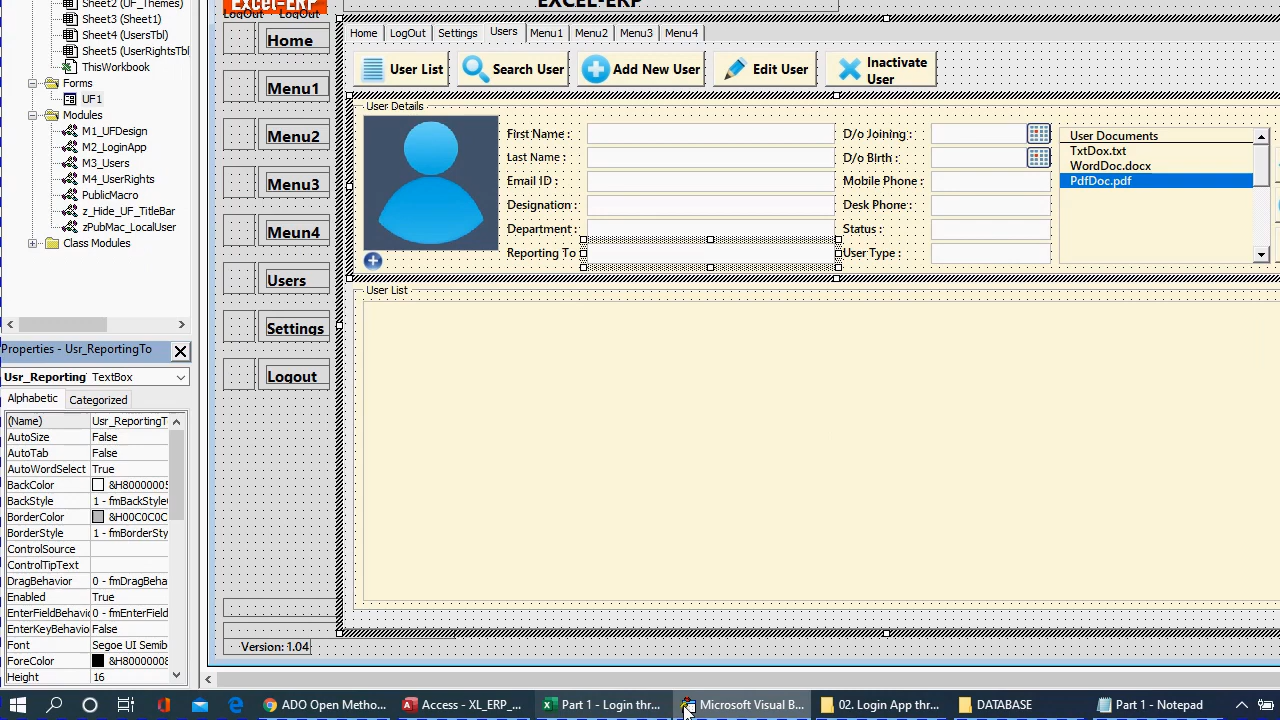 Excel-ERP
EXCEL-ERP
LogOut LogOut
Sheet2 (UF_Themes)
Sheet3 (Sheet1)
Sheet4 (UsersTbl)
Sheet5 (UserRightsTbl
ThisWorkbook
Forms
UF1
Modules
M1_UFDesign
M2_LoginApp
M3_Users
M4_UserRights
PublicMacro
z_Hide_UF_TitleBar
zPubMac_LocalUser
Class Modules
Properties - Usr_ReportingTo
Usr_Reporting TextBox
Alphabetic Categorized
(Name) Usr_ReportingT
AutoSize False
AutoTab False
AutoWordSelect True
BackColor &H80000005
BackStyle 1 - fmBackStyle
BorderColor &H00C0C0C
BorderStyle 1 - fmBorderSty
ControlSource
ControlTipText
DragBehavior 0 - fmDragBeha
Enabled True
EnterFieldBehavio 0 - fmEnterField
EnterKeyBehavio False
Font Segoe UI Semib
ForeColor &H80000008
Height 16
Home
Menu1
Menu2
Menu3
Meun4
Users
Settings
Logout
Version: 1.04
Home LogOut Settings Users Menu1 Menu2 Menu3 Menu4
User List Search User Add New User Edit User Inactivate
User
User Details
First Name :
Last Name :
Email ID :
Designation :
Department :
Reporting To
D/o Joining :
D/o BIrth :
Mobile Phone :
Desk Phone :
Status :
User Type :
User Documents
TxtDox.txt
WordDoc.docx
PdfDoc.pdf
User List
ADO Open Metho... Access - XL_ERP_... Part 1 - Login thr... Microsoft Visual B... 02. Login App thr... DATABASE Part 1 - Notepad